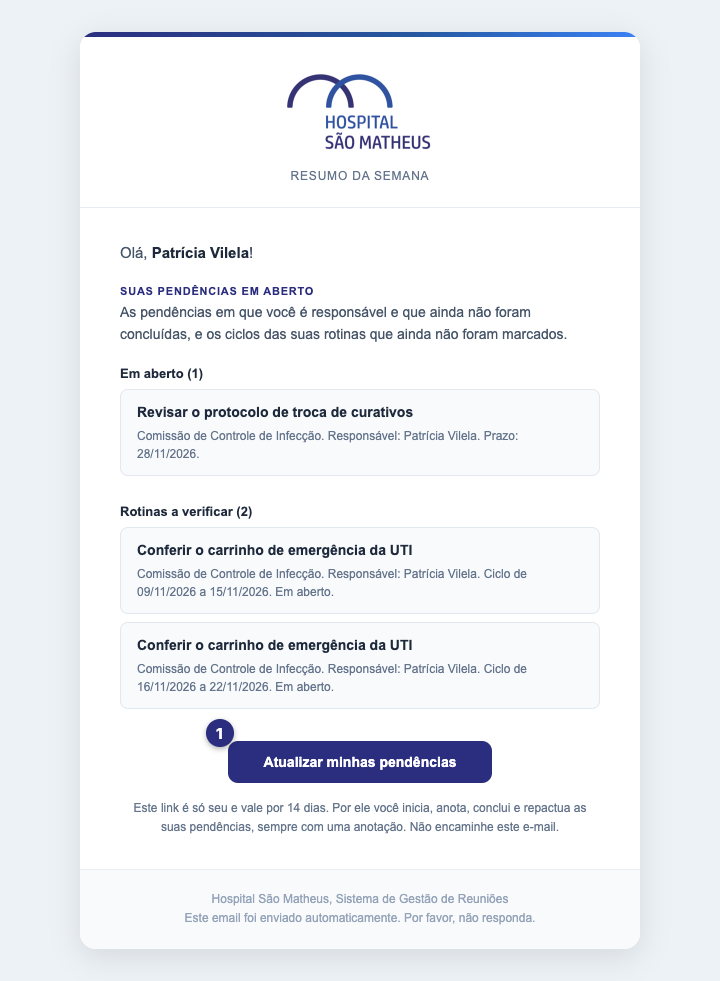 HOSPITAL
SÃO MATHEUS
RESUMO DA SEMANA
Olá, Patrícia Vilela!
SUAS PENDÊNCIAS EM ABERTO
As pendências em que você é responsável e que ainda não foram
concluídas, e os ciclos das suas rotinas que ainda não foram marcados.
Em aberto (1)
Revisar o protocolo de troca de curativos
Comissão de Controle de Infecção. Responsável: Patrícia Vilela. Prazo:
28/11/2026.
Rotinas a verificar (2)
Conferir o carrinho de emergência da UTI
Comissão de Controle de Infecção. Responsável: Patrícia Vilela. Ciclo de
09/11/2026 a 15/11/2026. Em aberto.
Conferir o carrinho de emergência da UTI
Comissão de Controle de Infecção. Responsável: Patrícia Vilela. Ciclo de
16/11/2026 a 22/11/2026. Em aberto.
1
Atualizar minhas pendências
Este link é só seu e vale por 14 dias. Por ele você inicia, anota, conclui e repactua as
suas pendências, sempre com uma anotação. Não encaminhe este e-mail.
Hospital São Matheus, Sistema de Gestão de Reuniões
Este email foi enviado automaticamente. Por favor, não responda.